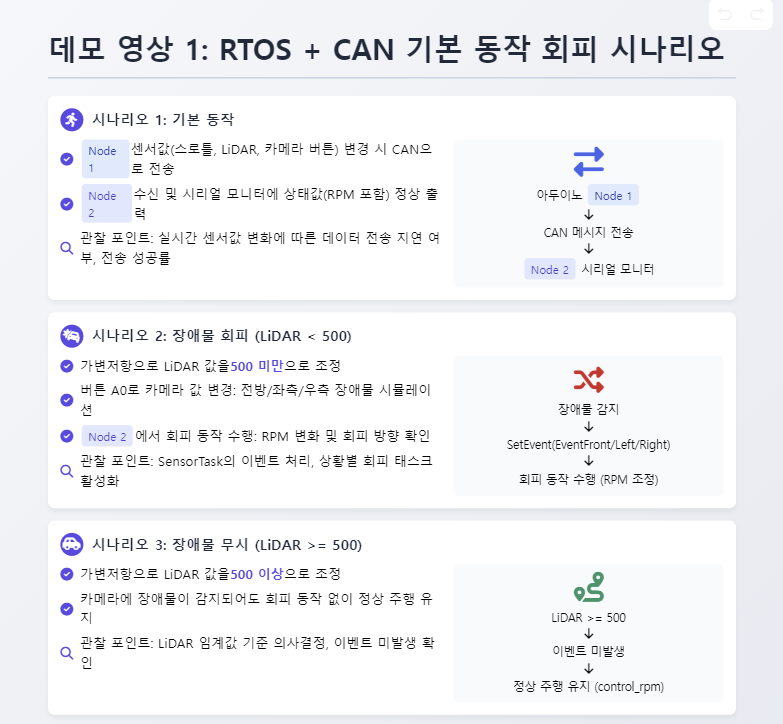 데모 영상 1: RTOS + CAN 기본 동작 회피 시나리오
시나리오 1: 기본 동작
Node 1 센서값(스로틀, LiDAR, 카메라 버튼) 변경 시 CAN으
로 전송
Node 2 수신 및 시리얼 모니터에 상태값(RPM 포함) 정상 출
력
관찰 포인트: 실시간 센서값 변화에 따른 데이터 전송 지연 여
부, 전송 성공률
아두이노 Node 1
CAN 메시지 전송
Node 2 시리얼 모니터
시나리오 2: 장애물 회피 (LiDAR < 500)
가변저항으로 LiDAR 값을500 미만으로 조정
버튼 A0로 카메라 값 변경: 전방/좌측/우측 장애물 시뮬레이
션
Node 2 에서 회피 동작 수행: RPM 변화 및 회피 방향 확인
관찰 포인트: SensorTask의 이벤트 처리, 상황별 회피 태스크
활성화
장애물 감지
SetEvent(EventFront/Left/Right)
회피 동작 수행 (RPM 조정)
시나리오 3: 장애물 무시 (LiDAR >= 500)
가변저항으로 LiDAR 값을500 이상으로 조정
카메라에 장애물이 감지되어도 회피 동작 없이 정상 주행 유
지
관찰 포인트: LiDAR 임계값 기준 의사결정, 이벤트 미발생 확
인
LiDAR >= 500
이벤트 미발생
정상 주행 유지 (control_rpm)